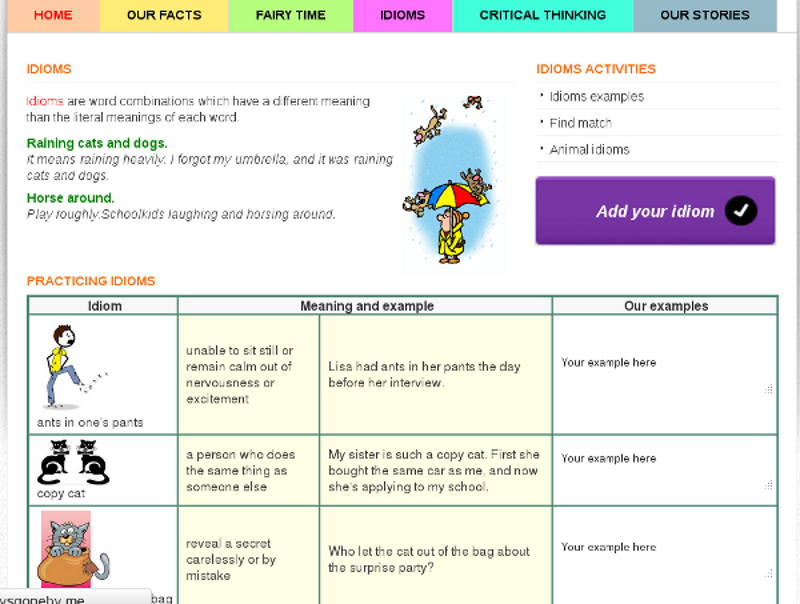 HOME OUR FACTS FAIRY TIME IDIOMS CRITICAL THINKING OUR STORIES
IDIOMS
Idioms are word combinations which have a different meaning
than the literal meanings of each word.
Raining cats and dogs.
It means raining heavily. I forgot my umbrella, and it was raining
cats and dogs.
Horse around.
Play roughly.Schoolkids laughing and horsing around.
IDIOMS ACTIVITIES
Idioms examples
Find match
Animal idioms
Add your idiom
PRACTICING IDIOMS
Idiom Meaning and example Our examples
ants in one's pants
unable to sit still or
remain calm out of
nervousness or
excitement
Lisa had ants in her pants the day
before her interview.
Your example here
copy cat
a person who does
the same thing as
someone else
My sister is such a copy cat. First she
bought the same car as me, and now
she's applying to my school.
Your example here
bag
reveal a secret
carelessly or by
mistake
Who let the cat out of the bag about
the surprise party?
Your example here